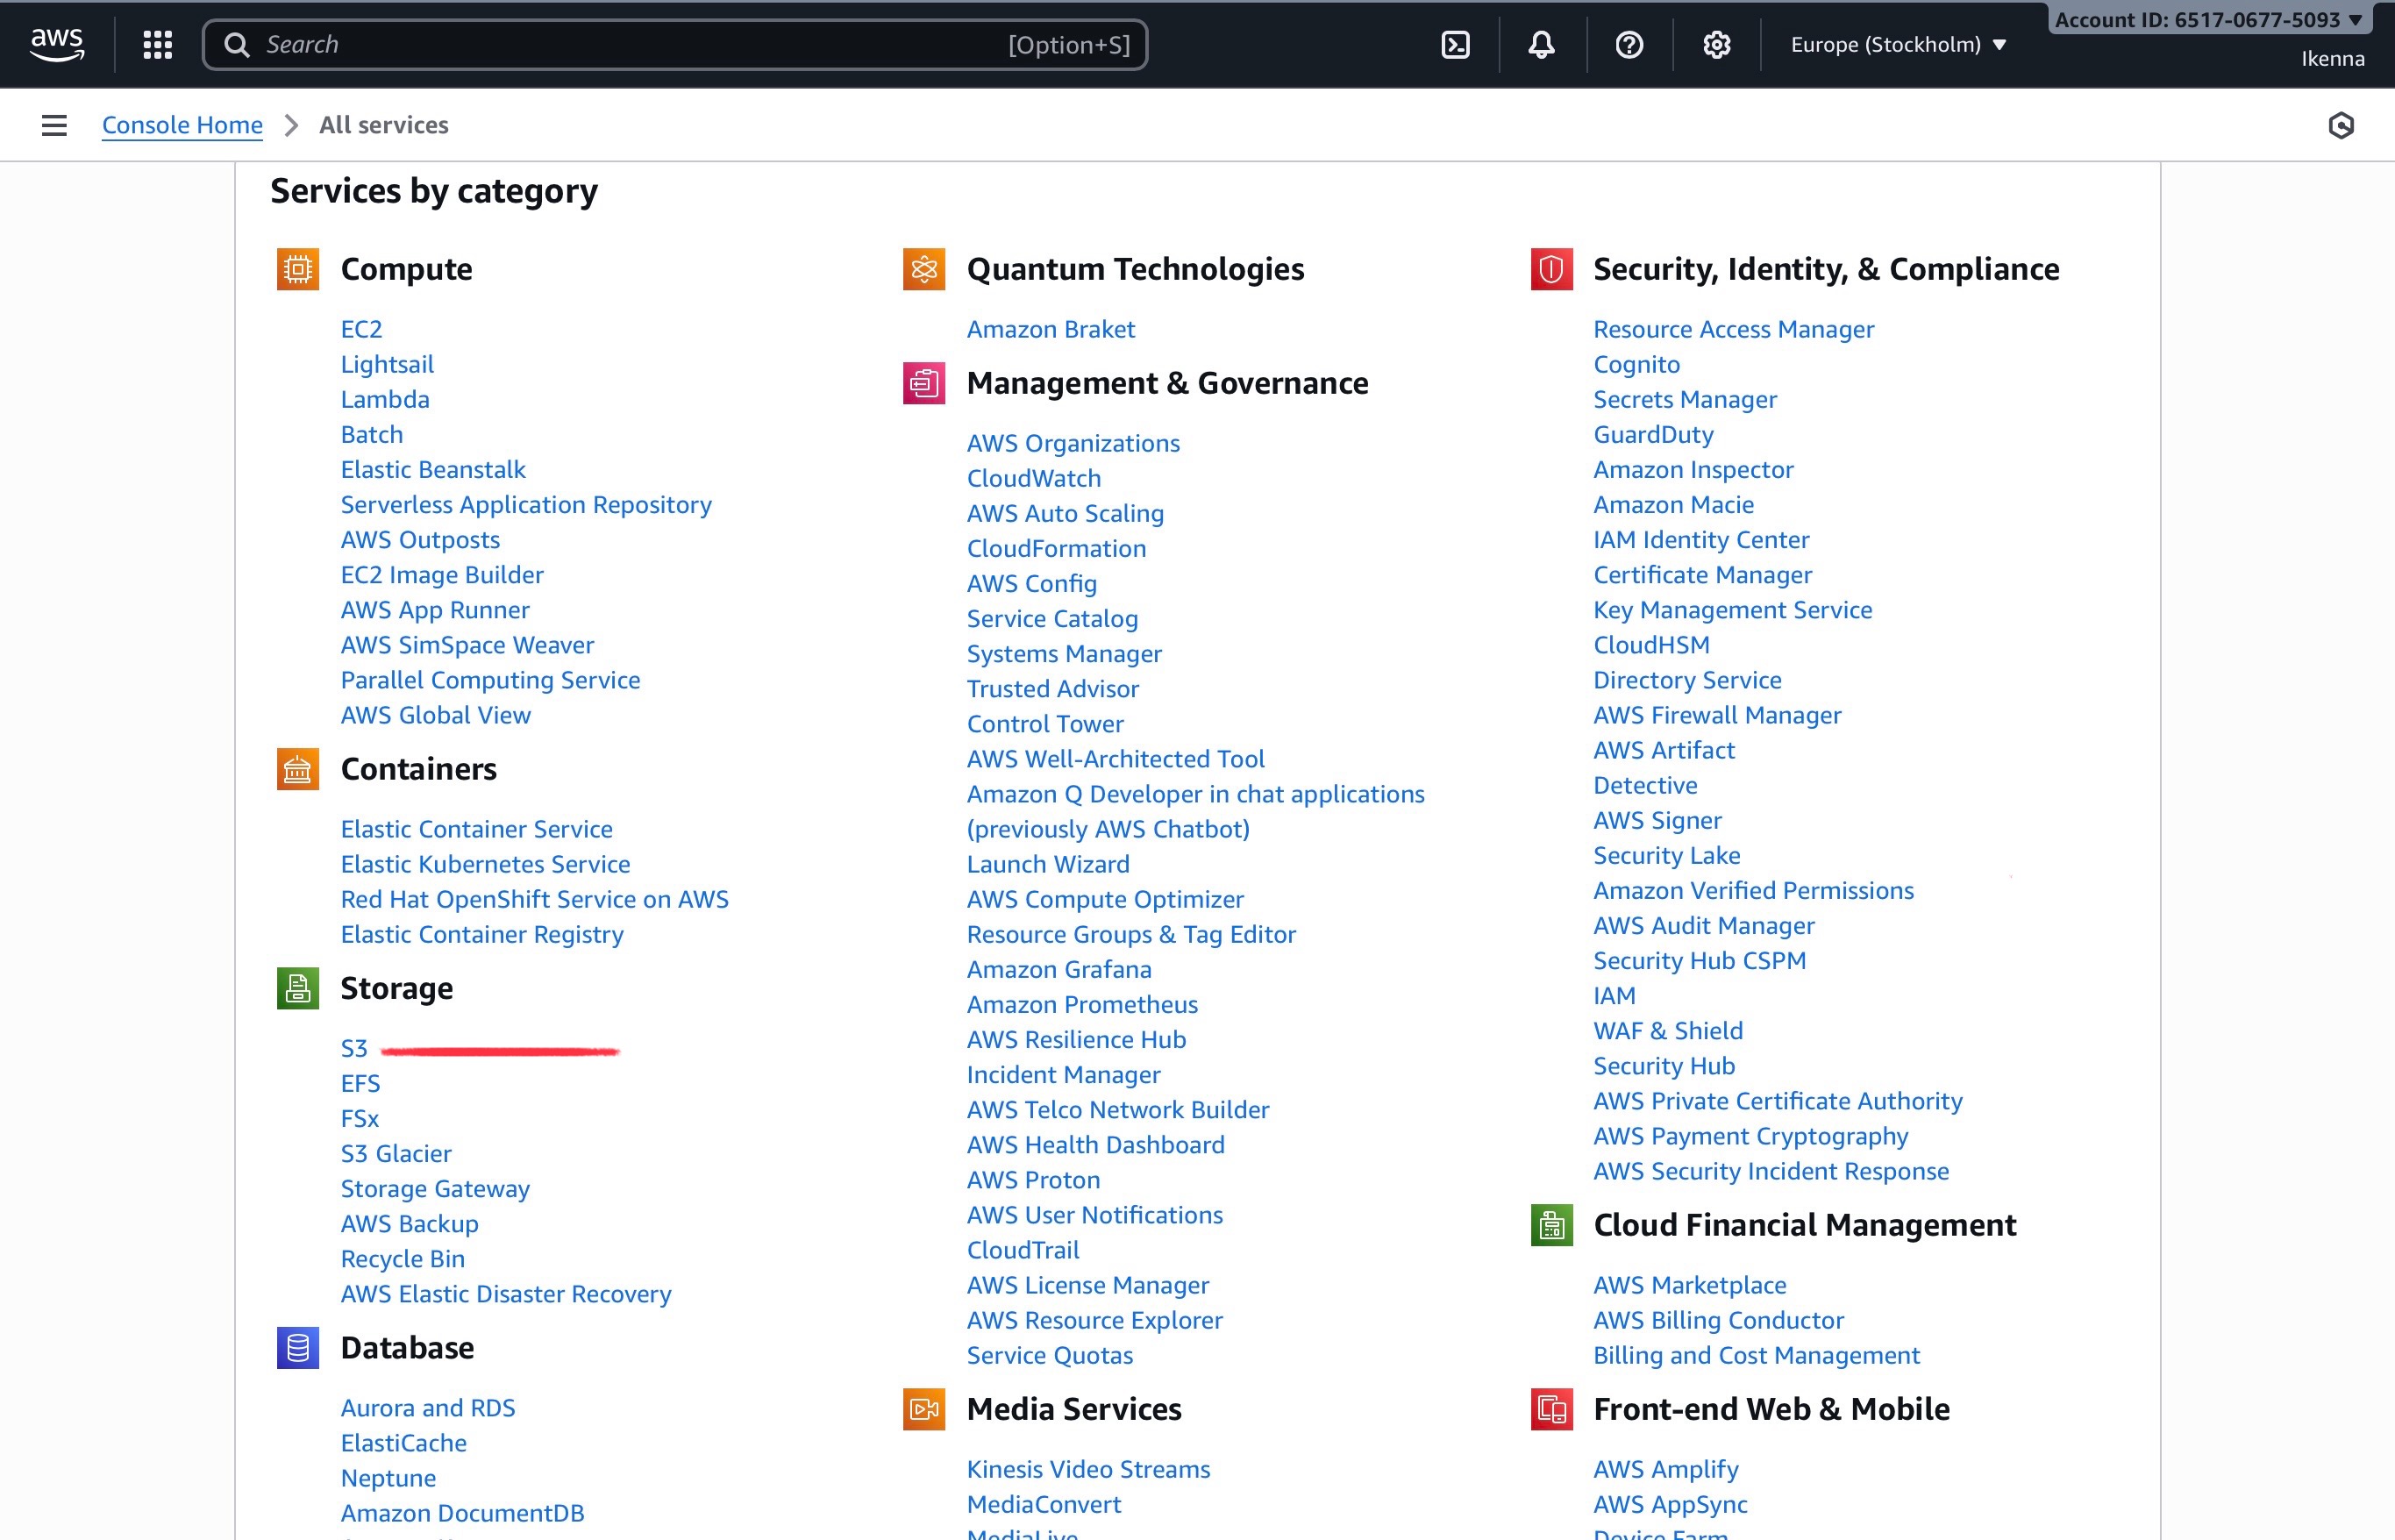 aws
Search
[Option+S]
Europe (Stockholm)
Account ID: 6517-0677-5093
Ikenna
Console Home
All services
Services by category
Compute
EC2
Lightsail
Lambda
Batch
Elastic Beanstalk
Serverless Application Repository
AWS Outposts
EC2 Image Builder
AWS App Runner
AWS SimSpace Weaver
Parallel Computing Service
AWS Global View
Containers
Elastic Container Service
Elastic Kubernetes Service
Red Hat OpenShift Service on AWS
Elastic Container Registry
Storage
S3
EFS
FSx
S3 Glacier
Storage Gateway
AWS Backup
Recycle Bin
AWS Elastic Disaster Recovery
Database
Aurora and RDS
ElastiCache
Neptune
Amazon DocumentDB
Quantum Technologies
Amazon Braket
Management & Governance
AWS Organizations
CloudWatch
AWS Auto Scaling
CloudFormation
AWS Config
Service Catalog
Systems Manager
Trusted Advisor
Control Tower
AWS Well-Architected Tool
Amazon Q Developer in chat applications
(previously AWS Chatbot)
Launch Wizard
AWS Compute Optimizer
Resource Groups & Tag Editor
Amazon Grafana
Amazon Prometheus
AWS Resilience Hub
Incident Manager
AWS Telco Network Builder
AWS Health Dashboard
AWS Proton
AWS User Notifications
CloudTrail
AWS License Manager
AWS Resource Explorer
Service Quotas
Media Services
Kinesis Video Streams
MediaConvert
MediaLive
Security, Identity, & Compliance
Resource Access Manager
Cognito
Secrets Manager
GuardDuty
Amazon Inspector
Amazon Macie
IAM Identity Center
Certificate Manager
Key Management Service
CloudHSM
Directory Service
AWS Firewall Manager
AWS Artifact
Detective
AWS Signer
Security Lake
Amazon Verified Permissions
AWS Audit Manager
Security Hub CSPM
IAM
WAF & Shield
Security Hub
AWS Private Certificate Authority
AWS Payment Cryptography
AWS Security Incident Response
Cloud Financial Management
AWS Marketplace
AWS Billing Conductor
Billing and Cost Management
Front-end Web & Mobile
AWS Amplify
AWS AppSync
Device Farm